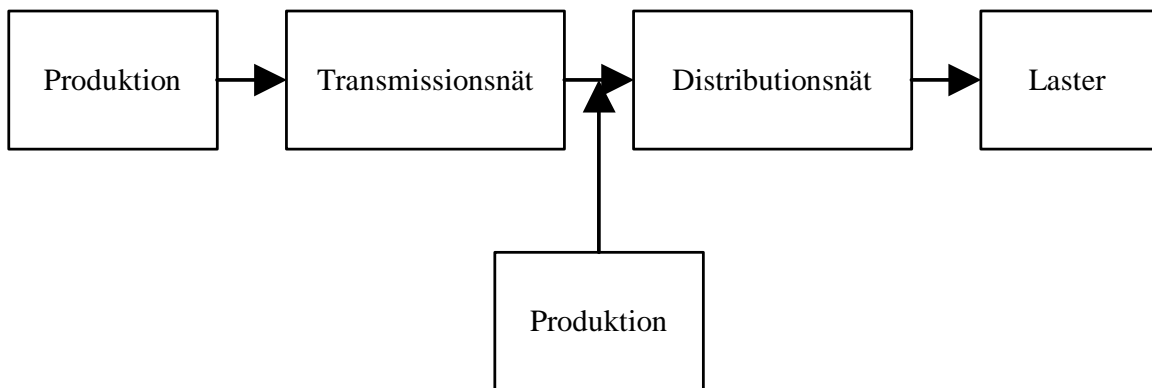 Produktion
Transmissionsnät
Distributionsnät
Laster
Produktion